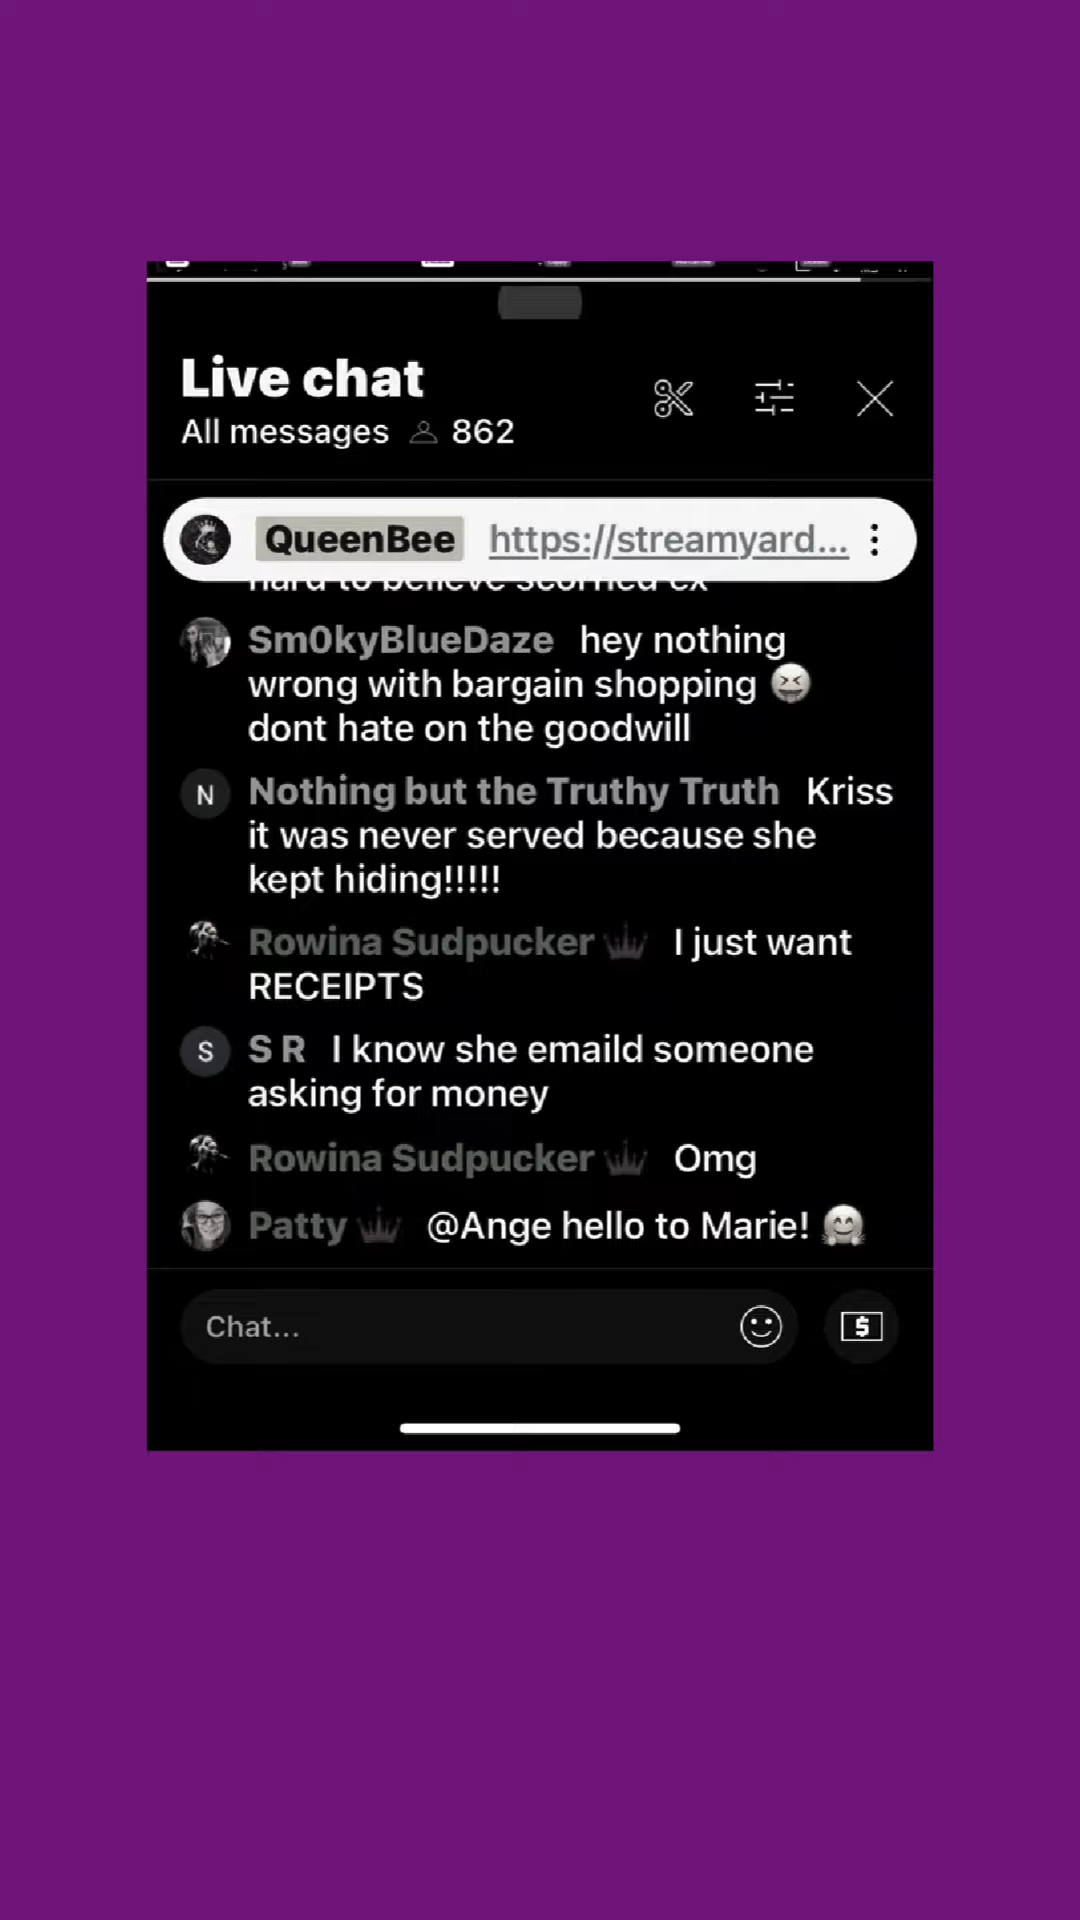 Live chat
All messages 862
QueenBee https://streamyard...
hard to believe scorned ex
Sm0kyBlueDaze hey nothing
wrong with bargain shopping 😆
dont hate on the goodwill
N Nothing but the Truthy Truth Kriss
it was never served because she
kept hiding!!!!!
Rowina Sudpucker I just want
RECEIPTS
S S R I know she emaild someone
asking for money
Rowina Sudpucker Omg
Patty @Ange hello to Marie! 🤗
Chat...
$